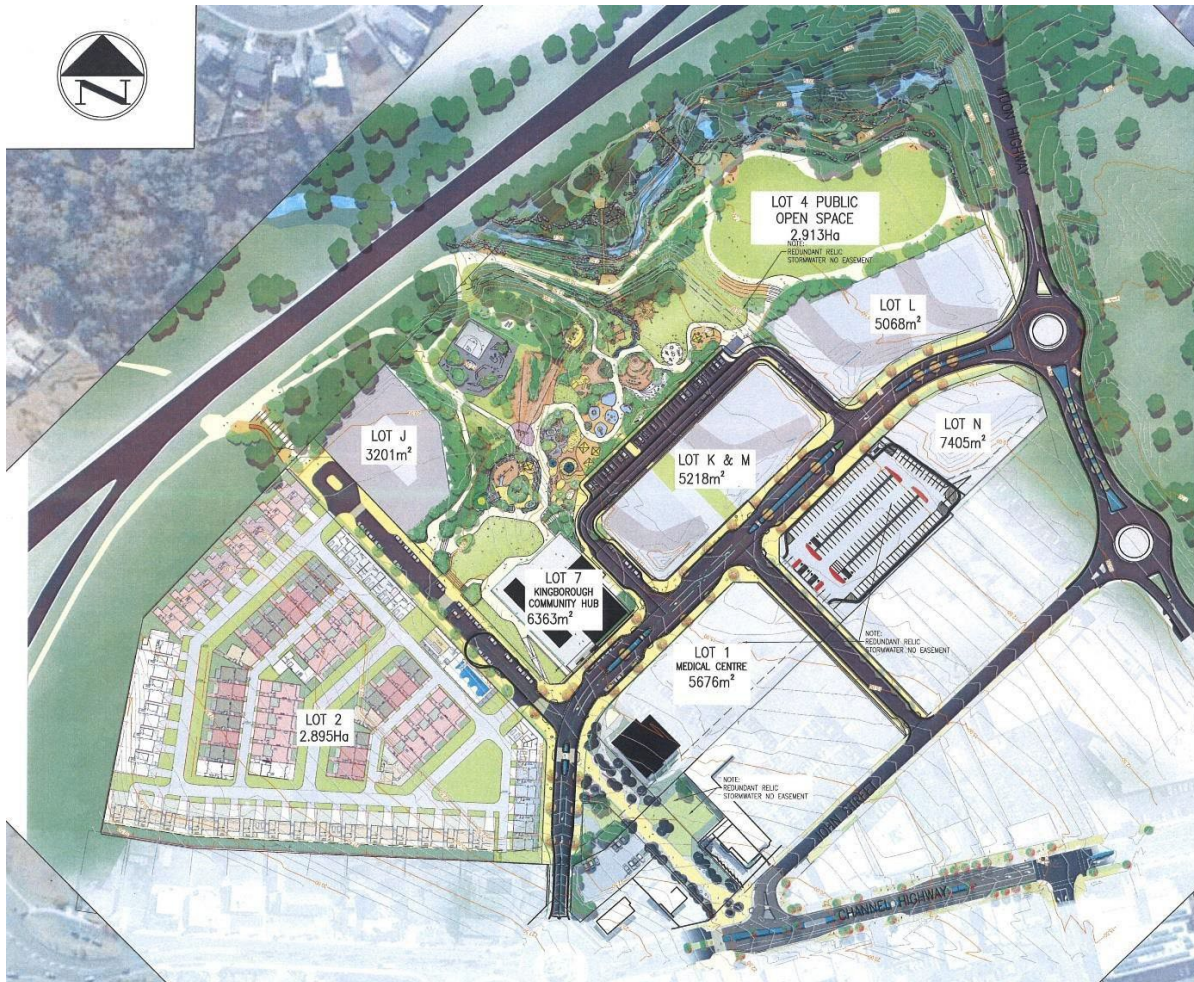 N
HUON HIGHWAY
LOT 4 PUBLIC
OPEN SPACE
2.913Ha
NOTE:
REDUNDANT RELIC
STORMWATER NO EASEMENT
LOT L
5068m²
LOT J
3201m²
LOT K & M
5218m²
LOT N
7405m²
LOT 7
KINGBOROUGH
COMMUNITY HUB
6363m²
NOTE:
REDUNDANT RELIC
STORMWATER NO EASEMENT
LOT 1
MEDICAL CENTRE
5676m²
LOT 2
2.895Ha
NOTE:
REDUNDANT RELIC
STORMWATER NO EASEMENT
JOHN STREET
CHANNEL HIGHWAY